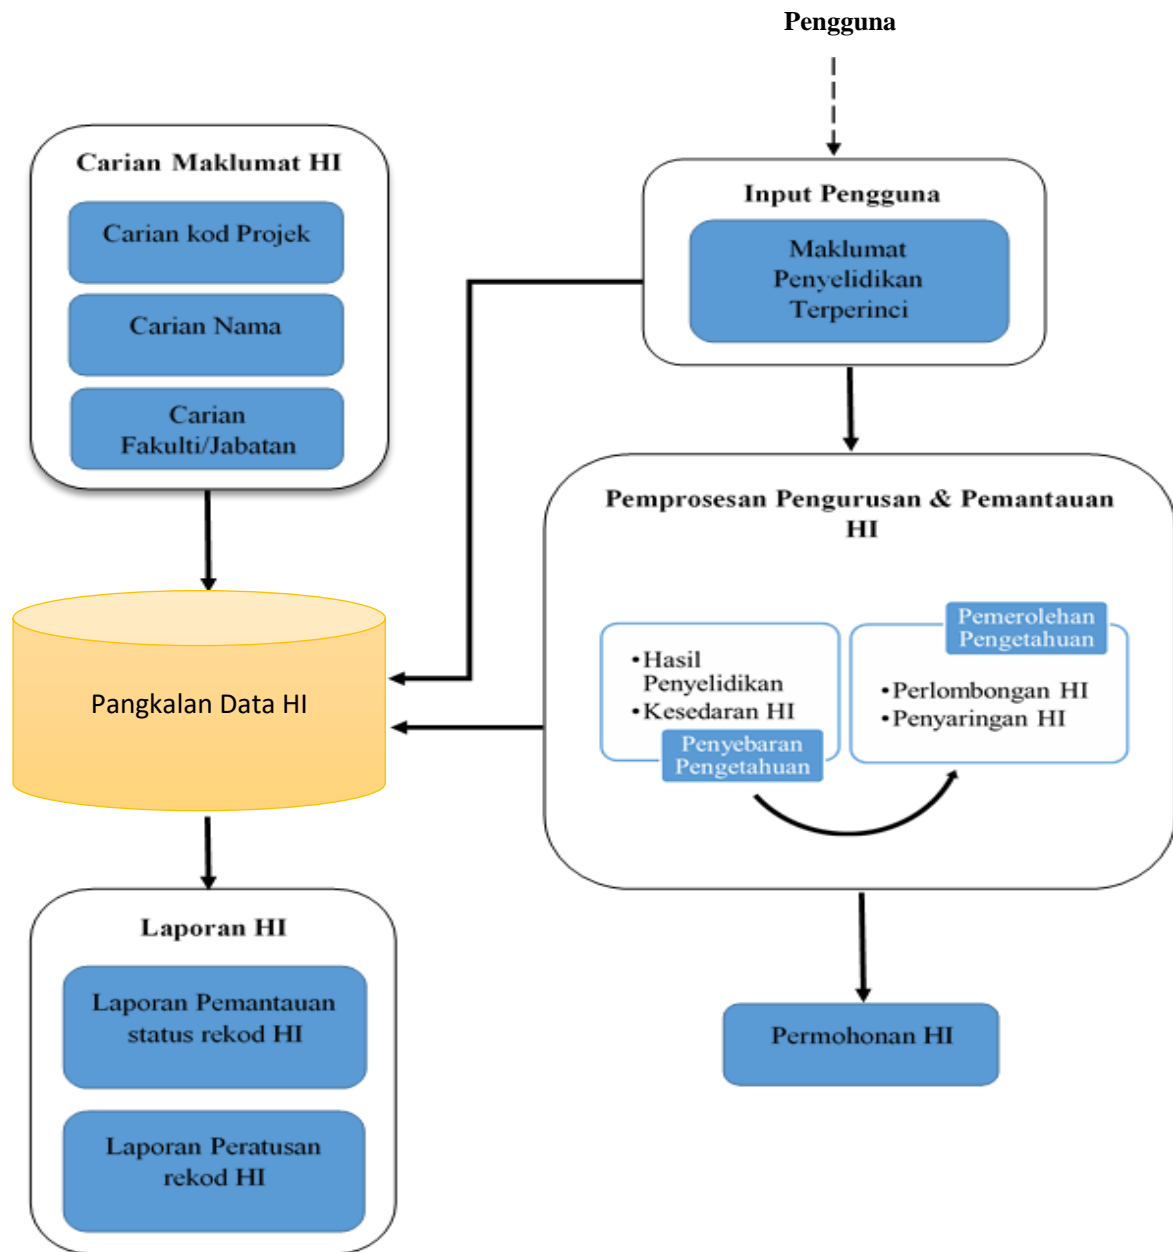 Pengguna
Carian Maklumat HI
Carian kod Projek
Carian Nama
Carian
Fakulti/Jabatan
Input Pengguna
Maklumat
Penyelidikan
Terperinci
Pemprosesan Pengurusan & Pemantauan
HI
•Hasil
Penyelidikan
•Kesedaran HI
Penyebaran
Pengetahuan
Pemerolehan
Pengetahuan
•Perlombongan HI
•Penyaringan HI
Pangkalan Data HI
Laporan HI
Laporan Pemantauan
status rekod HI
Laporan Peratusan
rekod HI
Permohonan HI